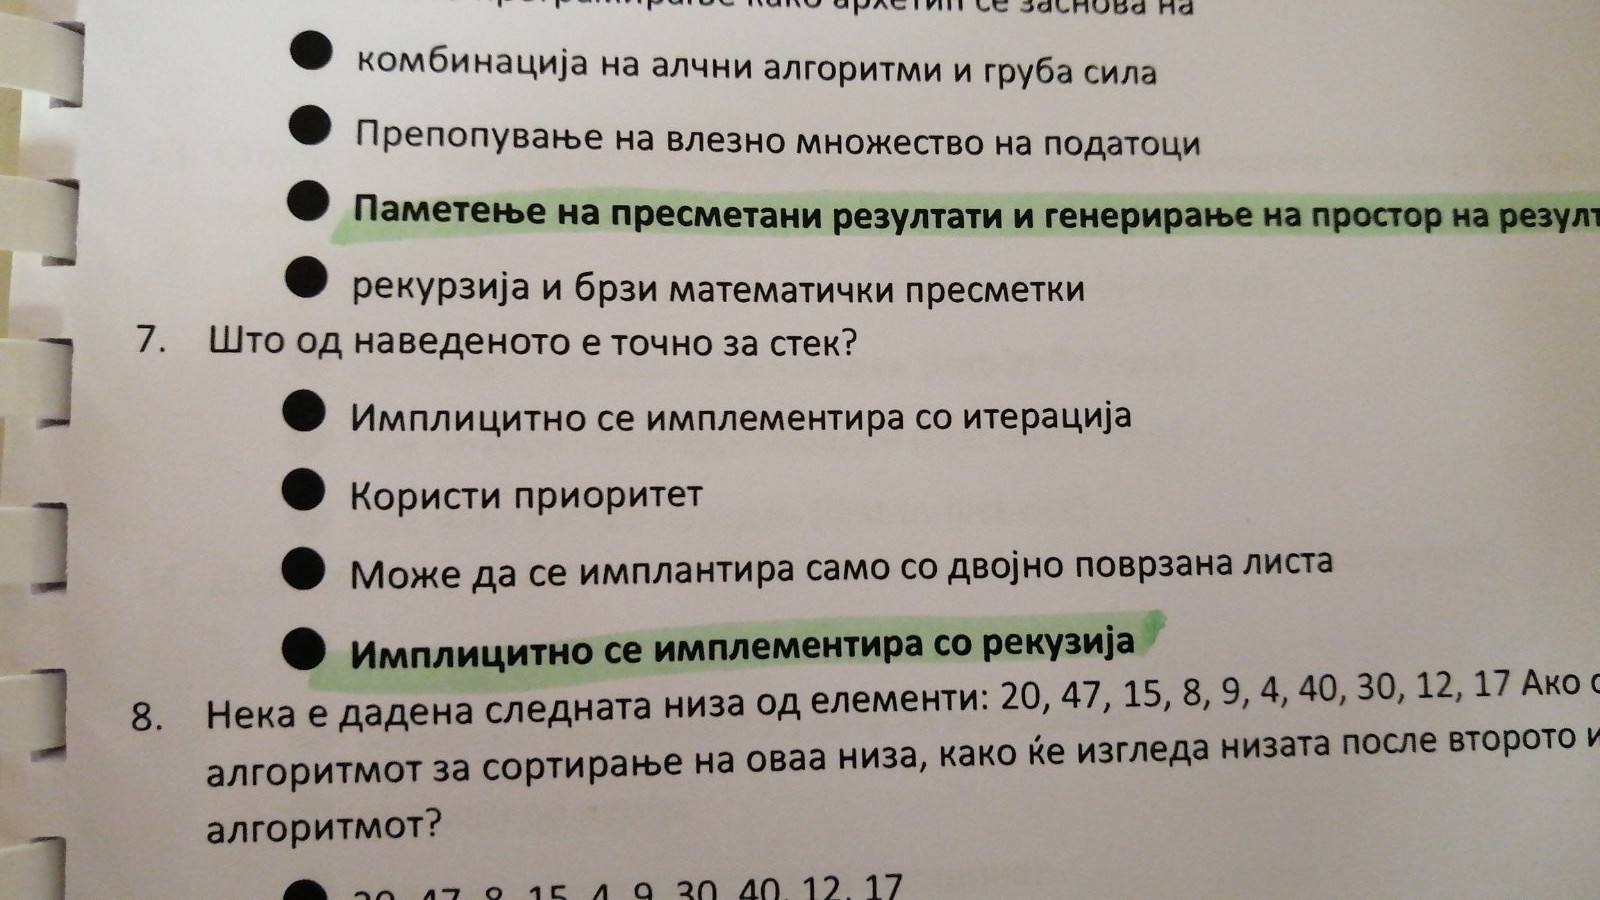 програмирање како архетип се заснова на
комбинација на алчни алгоритми и груба сила
Препопување на влезно множество на податоци
Паметење на пресметани резултати и генерирање на простор на
рекурзија и брзи математички пресметки
7. Што од наведеното е точно за стек?
Имплицитно се имплементира со итерација
Користи приоритет
Може да се имплантира само со двојно поврзана листа
Имплицитно се имплементира со рекузија
8. Нека е дадена следната низа од елементи: 20, 47, 15, 8, 9, 4, 40, 30, 12, 17 Ако
алгоритмот за сортирање на оваа низа, како ќе изгледа низата после второто
алгоритмот?
20, 47, 8, 15, 4, 9, 30, 40, 12, 17